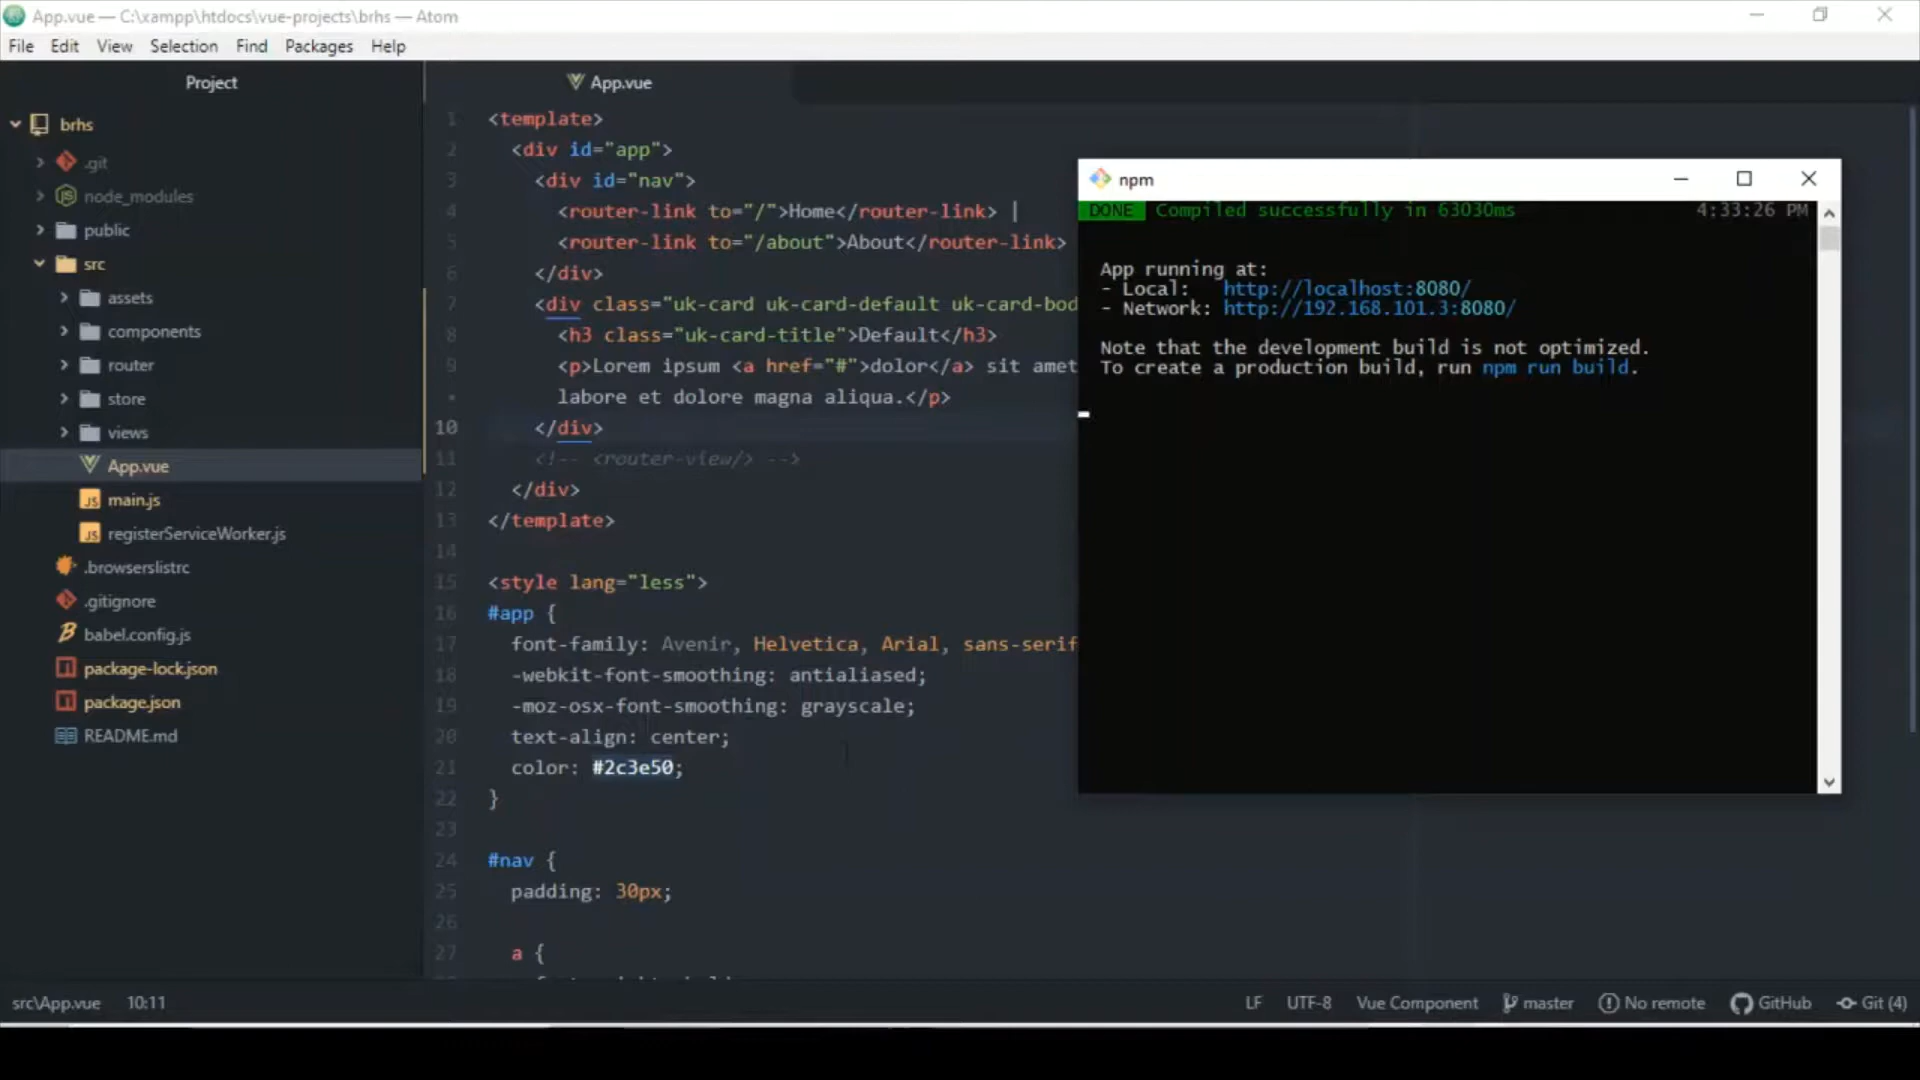 App.vue — C:\xampp\htdocs\vue-projects\brhs — Atom
File Edit View Selection Find Packages Help
Project
brhs
.git
node_modules
public
src
assets
components
router
store
views
App.vue
main.js
registerServiceWorker.js
.browserslistrc
.gitignore
babel.config.js
package-lock.json
package.json
README.md
App.vue
1 <template>
2 <div id="app">
3 <div id="nav">
4 <router-link to="/">Home</router-link> |
5 <router-link to="/about">About</router-link>
6 </div>
7 <div class="uk-card uk-card-default uk-card-bod
8 <h3 class="uk-card-title">Default</h3>
9 <p>Lorem ipsum <a href="#">dolor</a> sit amet
• labore et dolore magna aliqua.</p>
10 </div>
11 <!-- <router-view/> -->
12 </div>
13 </template>
14
15 <style lang="less">
16 #app {
17 font-family: Avenir, Helvetica, Arial, sans-serif
18 -webkit-font-smoothing: antialiased;
19 -moz-osx-font-smoothing: grayscale;
20 text-align: center;
21 color: #2c3e50;
22 }
23
24 #nav {
25 padding: 30px;
26
27 a {
npm
DONE Compiled successfully in 63030ms 4:33:26 PM
App running at:
- Local: http://localhost:8080/
- Network: http://192.168.101.3:8080/
Note that the development build is not optimized.
To create a production build, run npm run build.
src\App.vue 10:11 LF UTF-8 Vue Component master No remote GitHub Git (4)